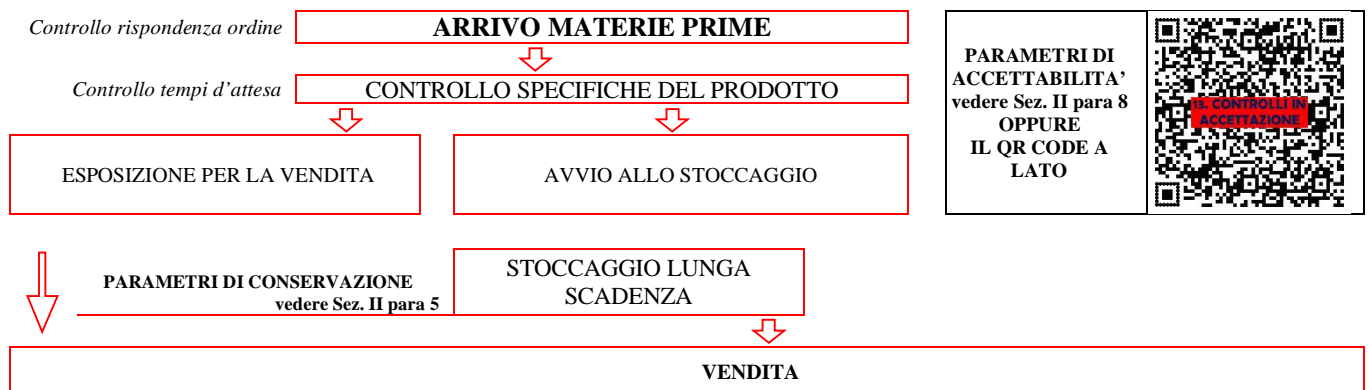 Controllo rispondenza ordine
ARRIVO MATERIE PRIME
Controllo tempi d'attesa
CONTROLLO SPECIFICHE DEL PRODOTTO
ESPOSIZIONE PER LA VENDITA
AVVIO ALLO STOCCAGGIO
PARAMETRI DI
ACCETTABILITA’
vedere Sez. II para 8
OPPURE
IL QR CODE A
LATO
13. CONTROLLI IN
ACCETTAZIONE
PARAMETRI DI CONSERVAZIONE
vedere Sez. II para 5
STOCCAGGIO LUNGA
SCADENZA
VENDITA